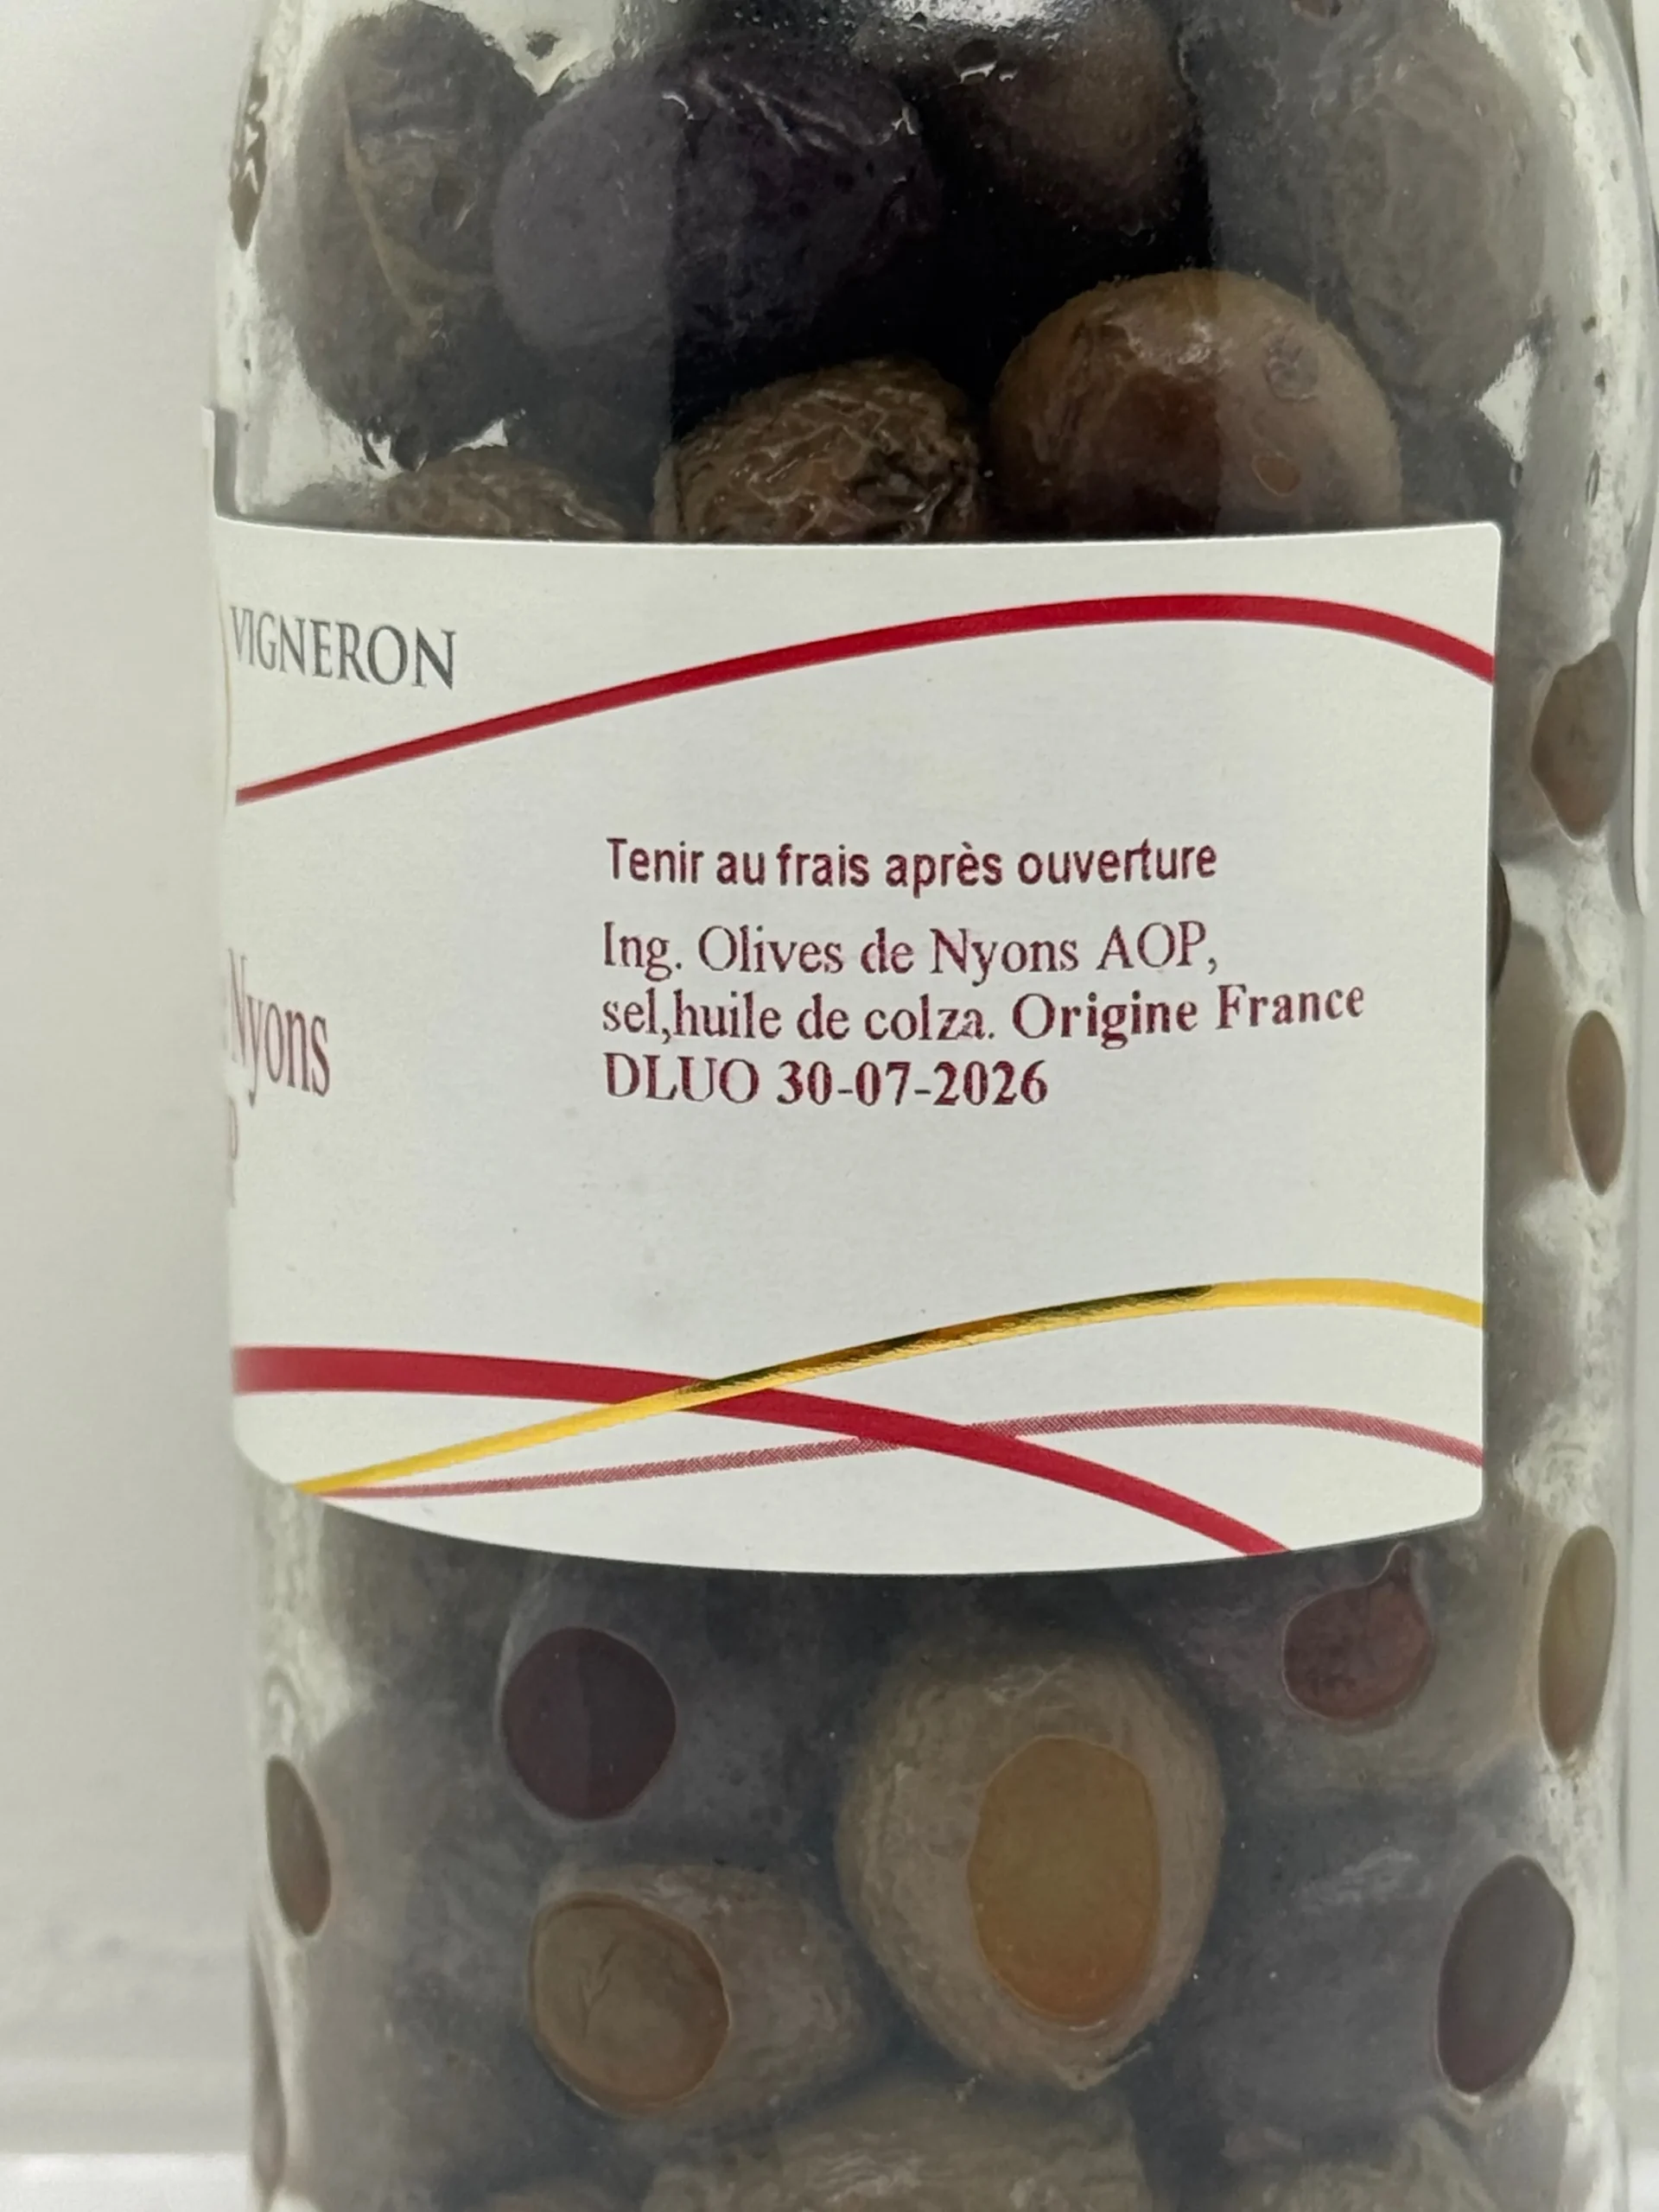 VIGNERON
Tenir au frais après ouverture
Ing. Olives de Nyons AOP,
sel,huile de colza. Origine France
DLUO 30-07-2026
Nyons